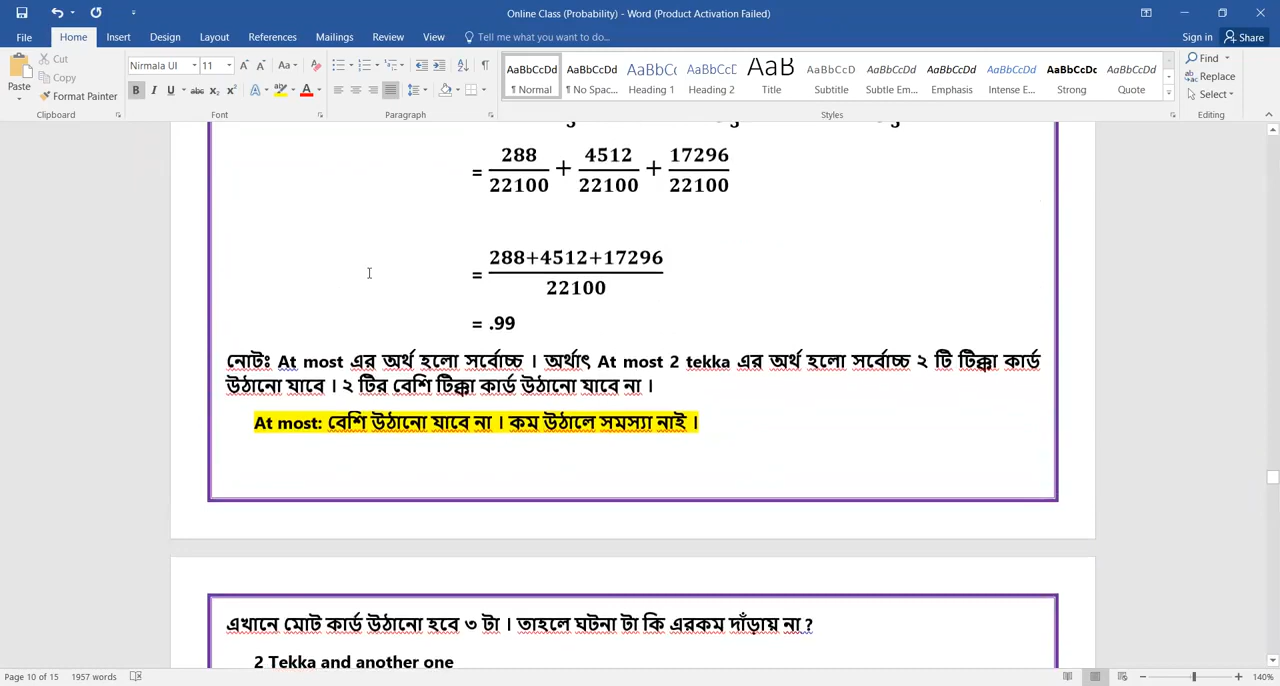 Online Class (Probability) - Word (Product Activation Failed)
File Home Insert Design Layout References Mailings Review View Tell me what you want to do... Sign in Share
Paste Cut Copy Format Painter
Nirmala UI 11 Aa
B I U abc x₂ x² A A
AaBbCcDd AaBbCcDd AaBbCc AaBbCcC AaB AaBbCcD AaBbCcDd AaBbCcDd AaBbCcDd AaBbCcDc AaBbCcDd
¶ Normal ¶ No Spac... Heading 1 Heading 2 Title Subtitle Subtle Em... Emphasis Intense E... Strong Quote
Find Replace Select
Clipboard Font Paragraph Styles Editing
= 288/22100 + 4512/22100 + 17296/22100
= 288+4512+17296/22100
= .99
নোটঃ At most এর অর্থ হলো সর্বোচ্চ । অর্থাৎ At most 2 tekka এর অর্থ হলো সর্বোচ্চ ২ টি টিক্কা কার্ড
উঠানো যাবে । ২ টির বেশি টিক্কা কার্ড উঠানো যাবে না ।
At most: বেশি উঠানো যাবে না । কম উঠালে সমস্যা নাই ।
এখানে মোট কার্ড উঠানো হবে ৩ টা । তাহলে ঘটনা টা কি এরকম দাঁড়ায় না ?
2 Tekka and another one
Page 10 of 15 1957 words 140%